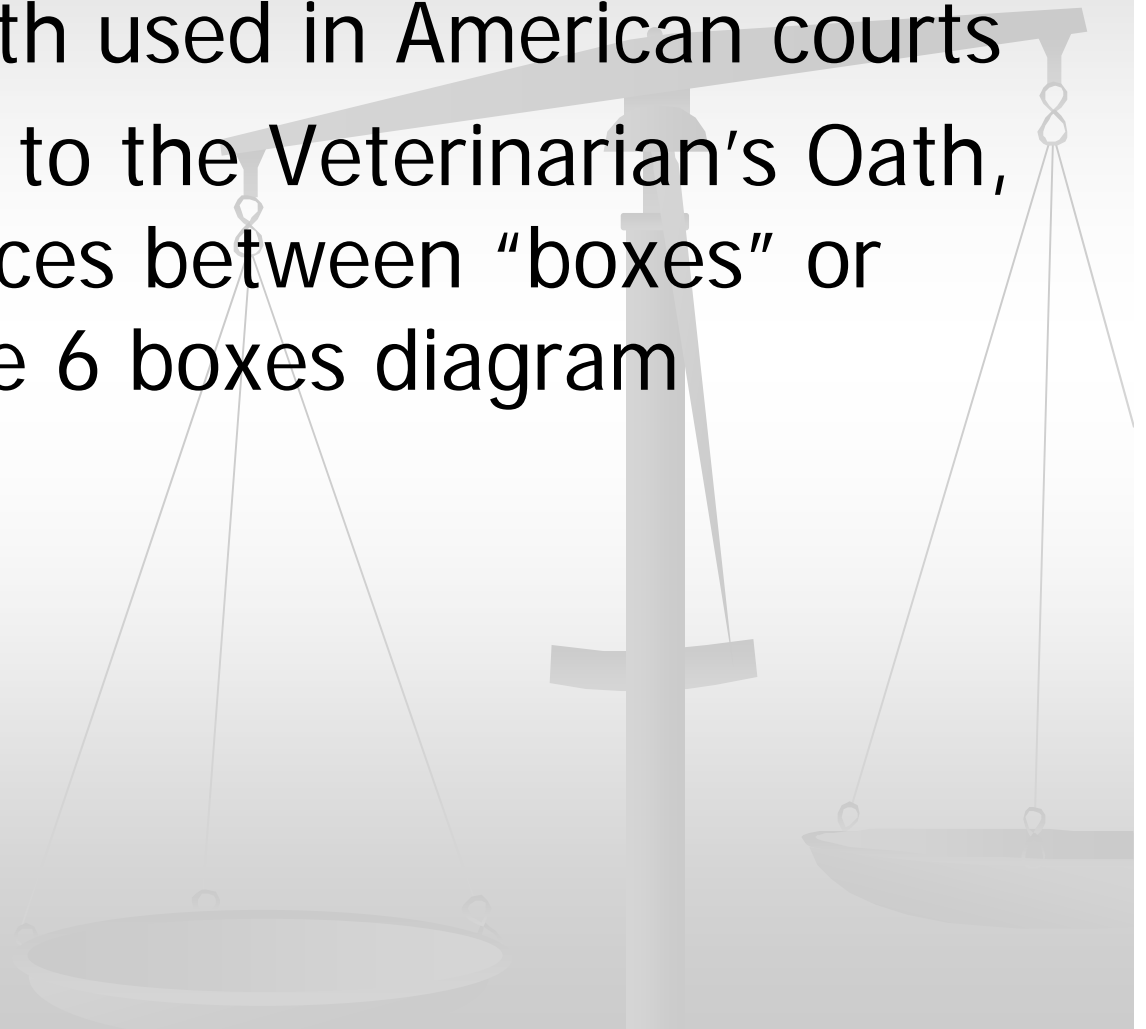 th used in American courts
to the Veterinarian’s Oath,
ces between “boxes” or
e 6 boxes diagram